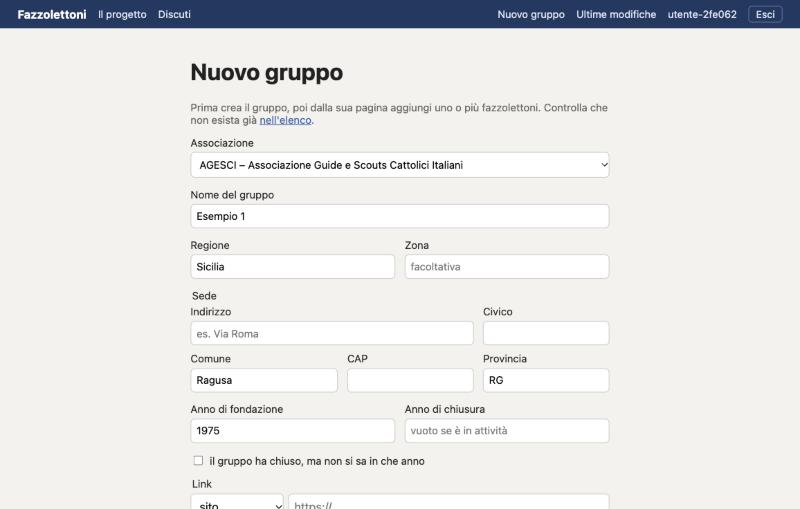 Fazzolettoni Il progetto Discuti Nuovo gruppo Ultime modifiche utente-2fe062 Esci
Nuovo gruppo
Prima crea il gruppo, poi dalla sua pagina aggiungi uno o più fazzolettoni. Controlla che
non esista già nell'elenco.
Associazione
AGESCI – Associazione Guide e Scouts Cattolici Italiani
Nome del gruppo
Esempio 1
Regione Zona
Sicilia facoltativa
Sede
Indirizzo Civico
es. Via Roma
Comune CAP Provincia
Ragusa RG
Anno di fondazione Anno di chiusura
1975 vuoto se è in attività
il gruppo ha chiuso, ma non si sa in che anno
Link
sito https://